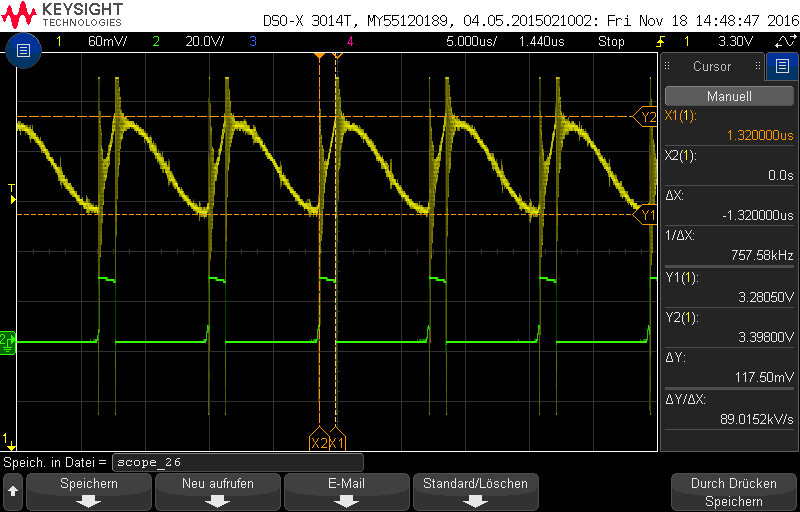 KEYSIGHT
TECHNOLOGIES
DSO-X 3014T, MY55120189, 04.05.2015021002: Fri Nov 18 14:48:47 2016
1 60mV/ 2 20.0V/ 3 4 5.000us/ 1.440us Stop 1 3.30V
Cursor
Manuell
X1(1):
1.320000us
X2(1):
0.0s
ΔX:
-1.320000us
1/ΔX:
757.58kHz
Y1(1):
3.28050V
Y2(1):
3.39800V
ΔY:
117.50mV
ΔY/ΔX:
89.0152kV/s
Y2
T
Y1
2
1
X2 X1
Speich. in Datei = scope_26
Speichern
Neu aufrufen
E-Mail
Standard/Löschen
Durch Drücken
Speichern